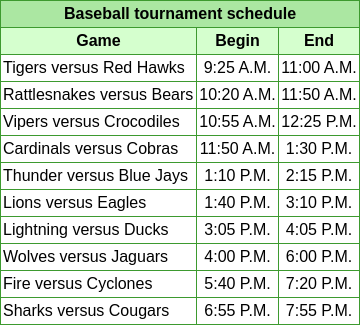 Baseball tournament schedule
Game Begin End
Tigers versus Red Hawks 9:25 A.M. 11:00 A.M.
Rattlesnakes versus Bears 10:20 A.M. 11:50 A.M.
Vipers versus Crocodiles 10:55 A.M. 12:25 P.M.
Cardinals versus Cobras 11:50 A.M. 1:30 P.M.
Thunder versus Blue Jays 1:10 P.M. 2:15 P.M.
Lions versus Eagles 1:40 P.M. 3:10 P.M.
Lightning versus Ducks 3:05 P.M. 4:05 P.M.
Wolves versus Jaguars 4:00 P.M. 6:00 P.M.
Fire versus Cyclones 5:40 P.M. 7:20 P.M.
Sharks versus Cougars 6:55 P.M. 7:55 P.M.